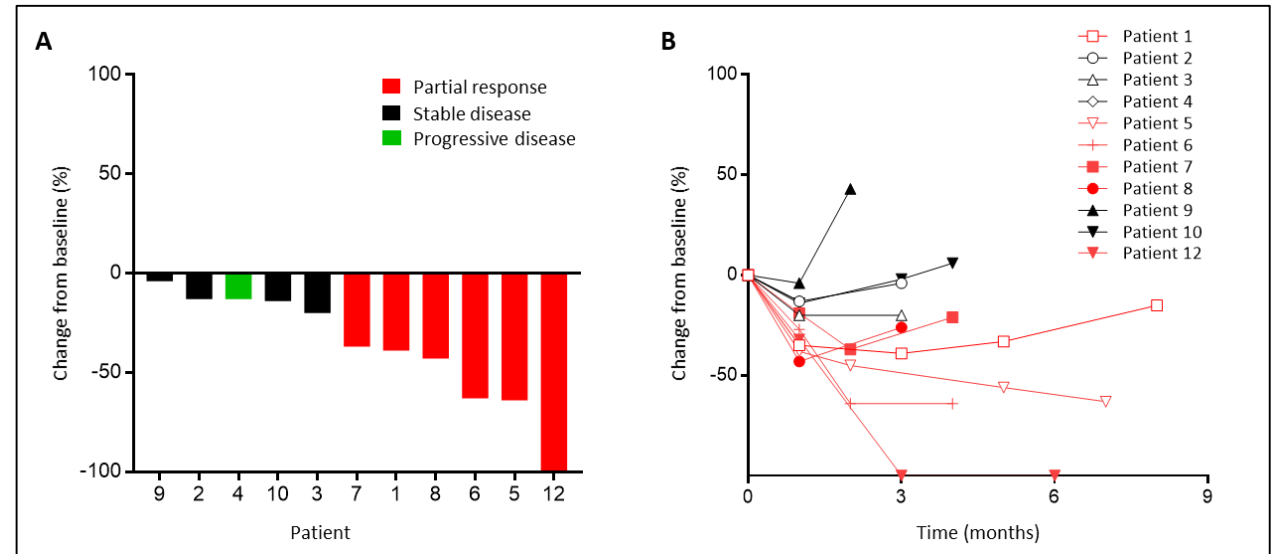 A
100
50
0
-50
-100
Change from baseline (%)
Partial response
Stable disease
Progressive disease
9 2 4 10 3 7 1 8 6 5 12
Patient
B
100
50
0
-50
Change from baseline (%)
Patient 1
Patient 2
Patient 3
Patient 4
Patient 5
Patient 6
Patient 7
Patient 8
Patient 9
Patient 10
Patient 12
0 3 6 9
Time (months)